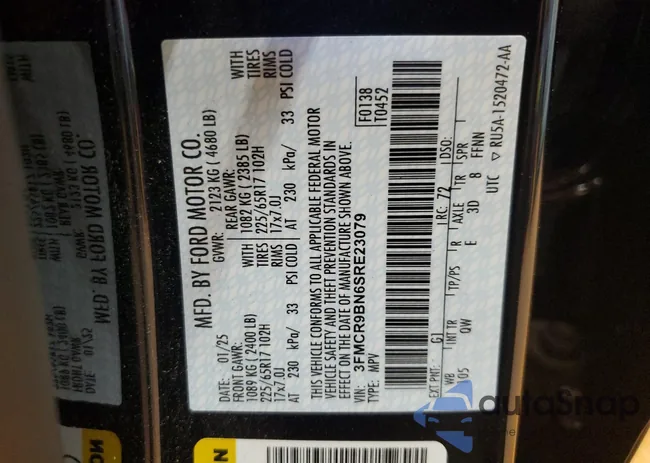 MFD. BY FORD MOTOR CO.
DATE: 01/25
GVWR: 2123 KG (4680 LB)
FRONT GAWR:
REAR GAWR:
1089 KG (2400 LB)
WITH
1082 KG (2385 LB)
WITH
225/65R17 102H
TIRES
225/65R17 102H
TIRES
17x7.0J
RIMS
17x7.0J
RIMS
AT 230 kPa/ 33 PSI COLD
AT 230 kPa/ 33 PSI COLD
THIS VEHICLE CONFORMS TO ALL APPLICABLE FEDERAL MOTOR
VEHICLE SAFETY AND THEFT PREVENTION STANDARDS IN
EFFECT ON THE DATE OF MANUFACTURE SHOWN ABOVE.
F0138
T0452
VIN: 3FMCR9BN6SRE23079
TYPE: MPV
EXT PNT: G1
RC: 72
DSO:
WB
INT TR
TP/PS
R
AXLE
TR
SPR
V05
QW
E
3D
8
FFNN
UTC
RU5A-1520472-AA
autoSnap